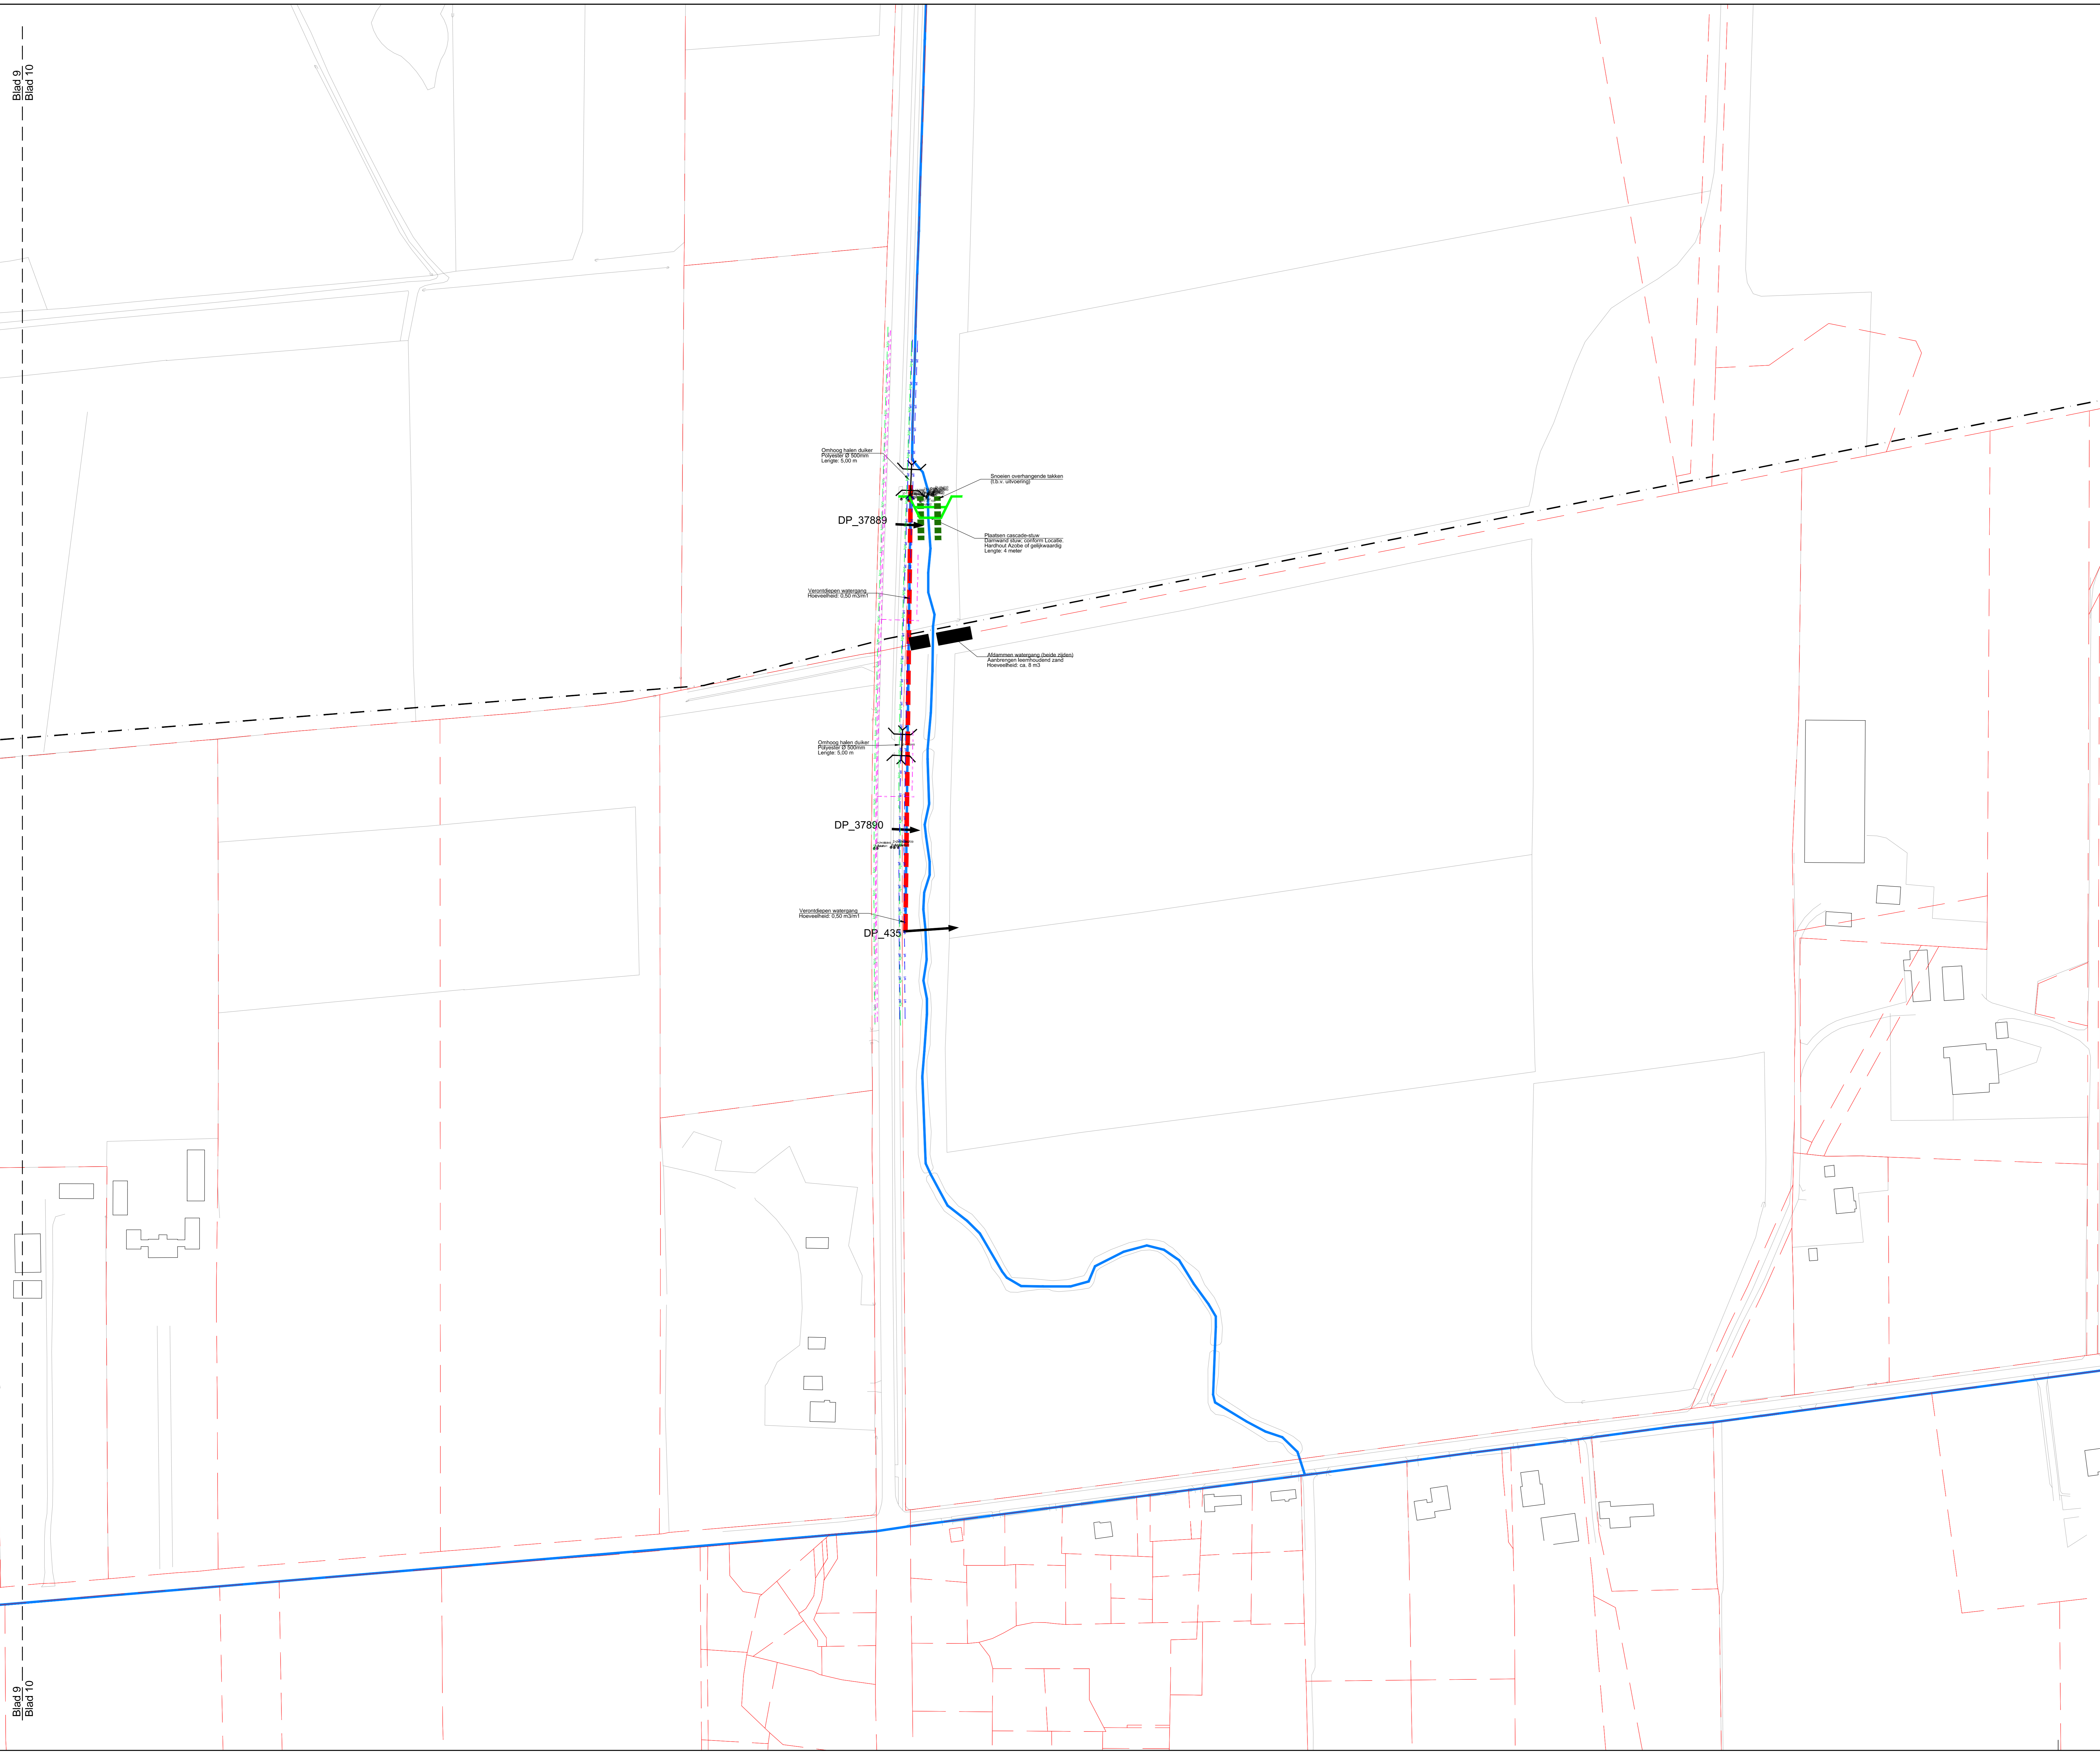 Blad 9
Blad 10
Omhoog halen duiker
Polyester Ø 500mm
Lengte: 5,00 m
Snoeien overhangende takken
(t.b.v. uitvoering)
DP_37889
Plaatsen cascade-stuw
Damwand stuw, conform Locatie.
Hardhout Azobe of gelijkwaardig
Lengte: 4 meter
Verontdiepen watergang
Hoeveelheid: 0,50 m3/m1
Afdammen watergang (beide zijden)
Aanbrengen leemhoudend zand
Hoeveelheid: ca. 8 m3
Omhoog halen duiker
Polyester Ø 500mm
Lengte: 5,00 m
DP_37890
Verontdiepen watergang
Hoeveelheid: 0,50 m3/m1
DP_435
Blad 9
Blad 10